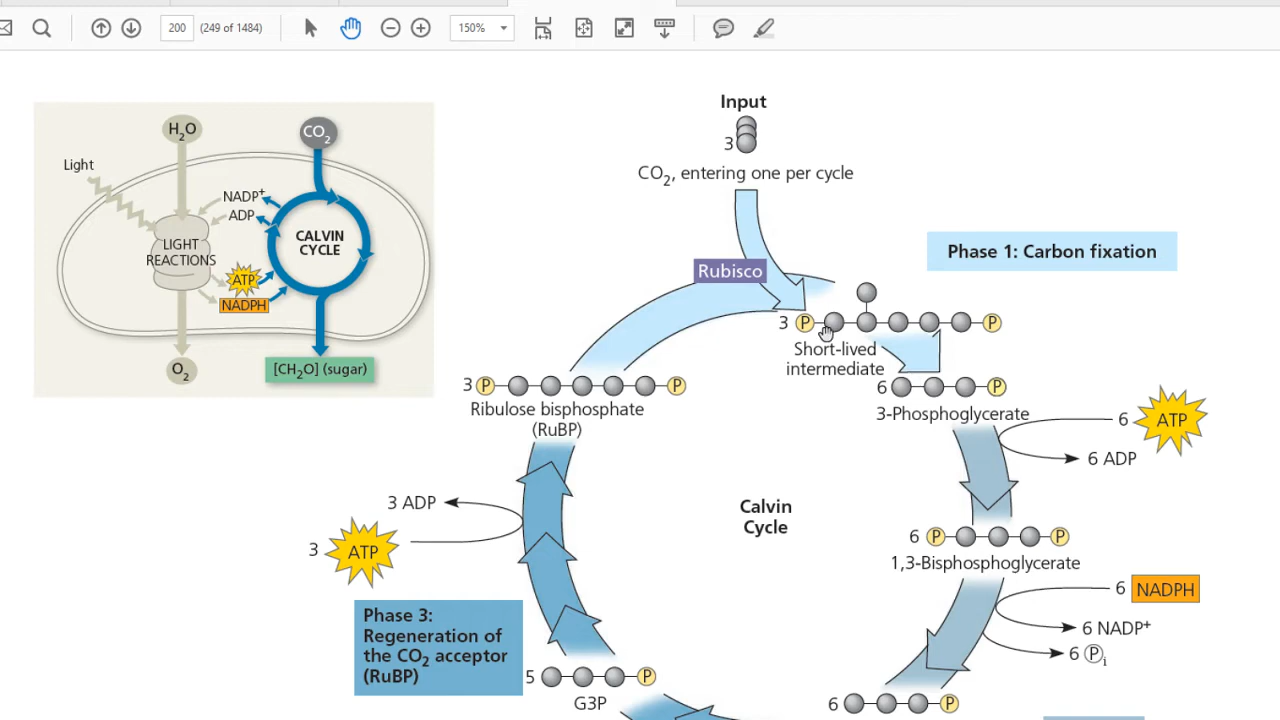 200 (249 of 1484) 150%
H2O
CO2
Light
NADP+
ADP
LIGHT
REACTIONS
CALVIN
CYCLE
ATP
NADPH
O2
[CH2O] (sugar)
Input
3
CO2, entering one per cycle
Phase 1: Carbon fixation
Rubisco
3 P P
Short-lived
intermediate
3 P P
Ribulose bisphosphate
(RuBP)
6 P
3-Phosphoglycerate
6 ATP
6 ADP
Calvin
Cycle
6 P P
1,3-Bisphosphoglycerate
6 NADPH
6 NADP+
6 Pi
6 P
3 ADP
3 ATP
Phase 3:
Regeneration of
the CO2 acceptor
(RuBP)
5 P
G3P